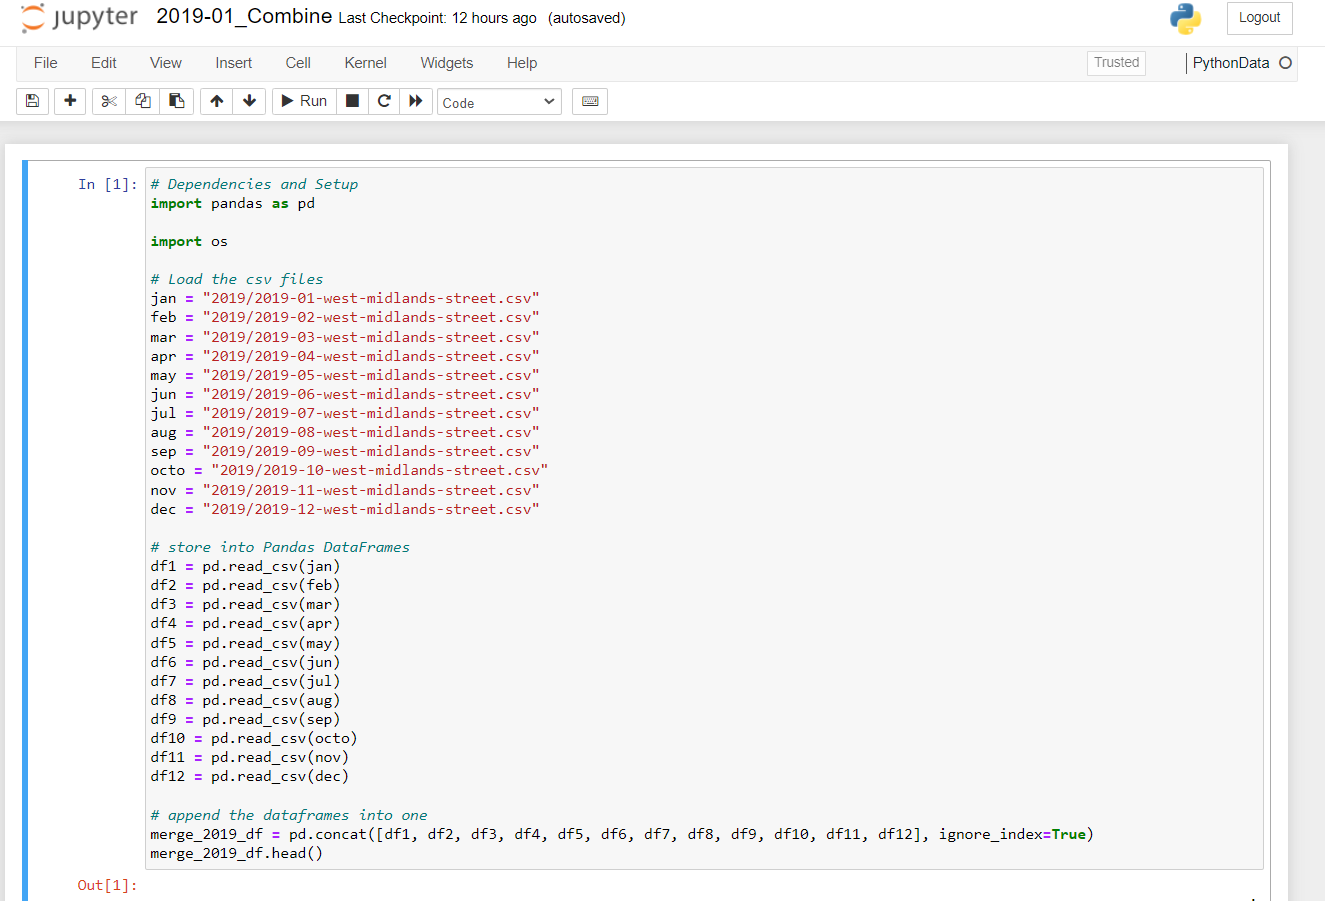 jupyter 2019-01_Combine Last Checkpoint: 12 hours ago (autosaved)
Logout
File Edit View Insert Cell Kernel Widgets Help
Trusted
PythonData
Run
Code
In [1]:
# Dependencies and Setup
import pandas as pd
import os
# Load the csv files
jan = "2019/2019-01-west-midlands-street.csv"
feb = "2019/2019-02-west-midlands-street.csv"
mar = "2019/2019-03-west-midlands-street.csv"
apr = "2019/2019-04-west-midlands-street.csv"
may = "2019/2019-05-west-midlands-street.csv"
jun = "2019/2019-06-west-midlands-street.csv"
jul = "2019/2019-07-west-midlands-street.csv"
aug = "2019/2019-08-west-midlands-street.csv"
sep = "2019/2019-09-west-midlands-street.csv"
octo = "2019/2019-10-west-midlands-street.csv"
nov = "2019/2019-11-west-midlands-street.csv"
dec = "2019/2019-12-west-midlands-street.csv"
# store into Pandas DataFrames
df1 = pd.read_csv(jan)
df2 = pd.read_csv(feb)
df3 = pd.read_csv(mar)
df4 = pd.read_csv(apr)
df5 = pd.read_csv(may)
df6 = pd.read_csv(jun)
df7 = pd.read_csv(jul)
df8 = pd.read_csv(aug)
df9 = pd.read_csv(sep)
df10 = pd.read_csv(octo)
df11 = pd.read_csv(nov)
df12 = pd.read_csv(dec)
# append the dataframes into one
merge_2019_df = pd.concat([df1, df2, df3, df4, df5, df6, df7, df8, df9, df10, df11, df12], ignore_index=True)
merge_2019_df.head()
Out[1]: